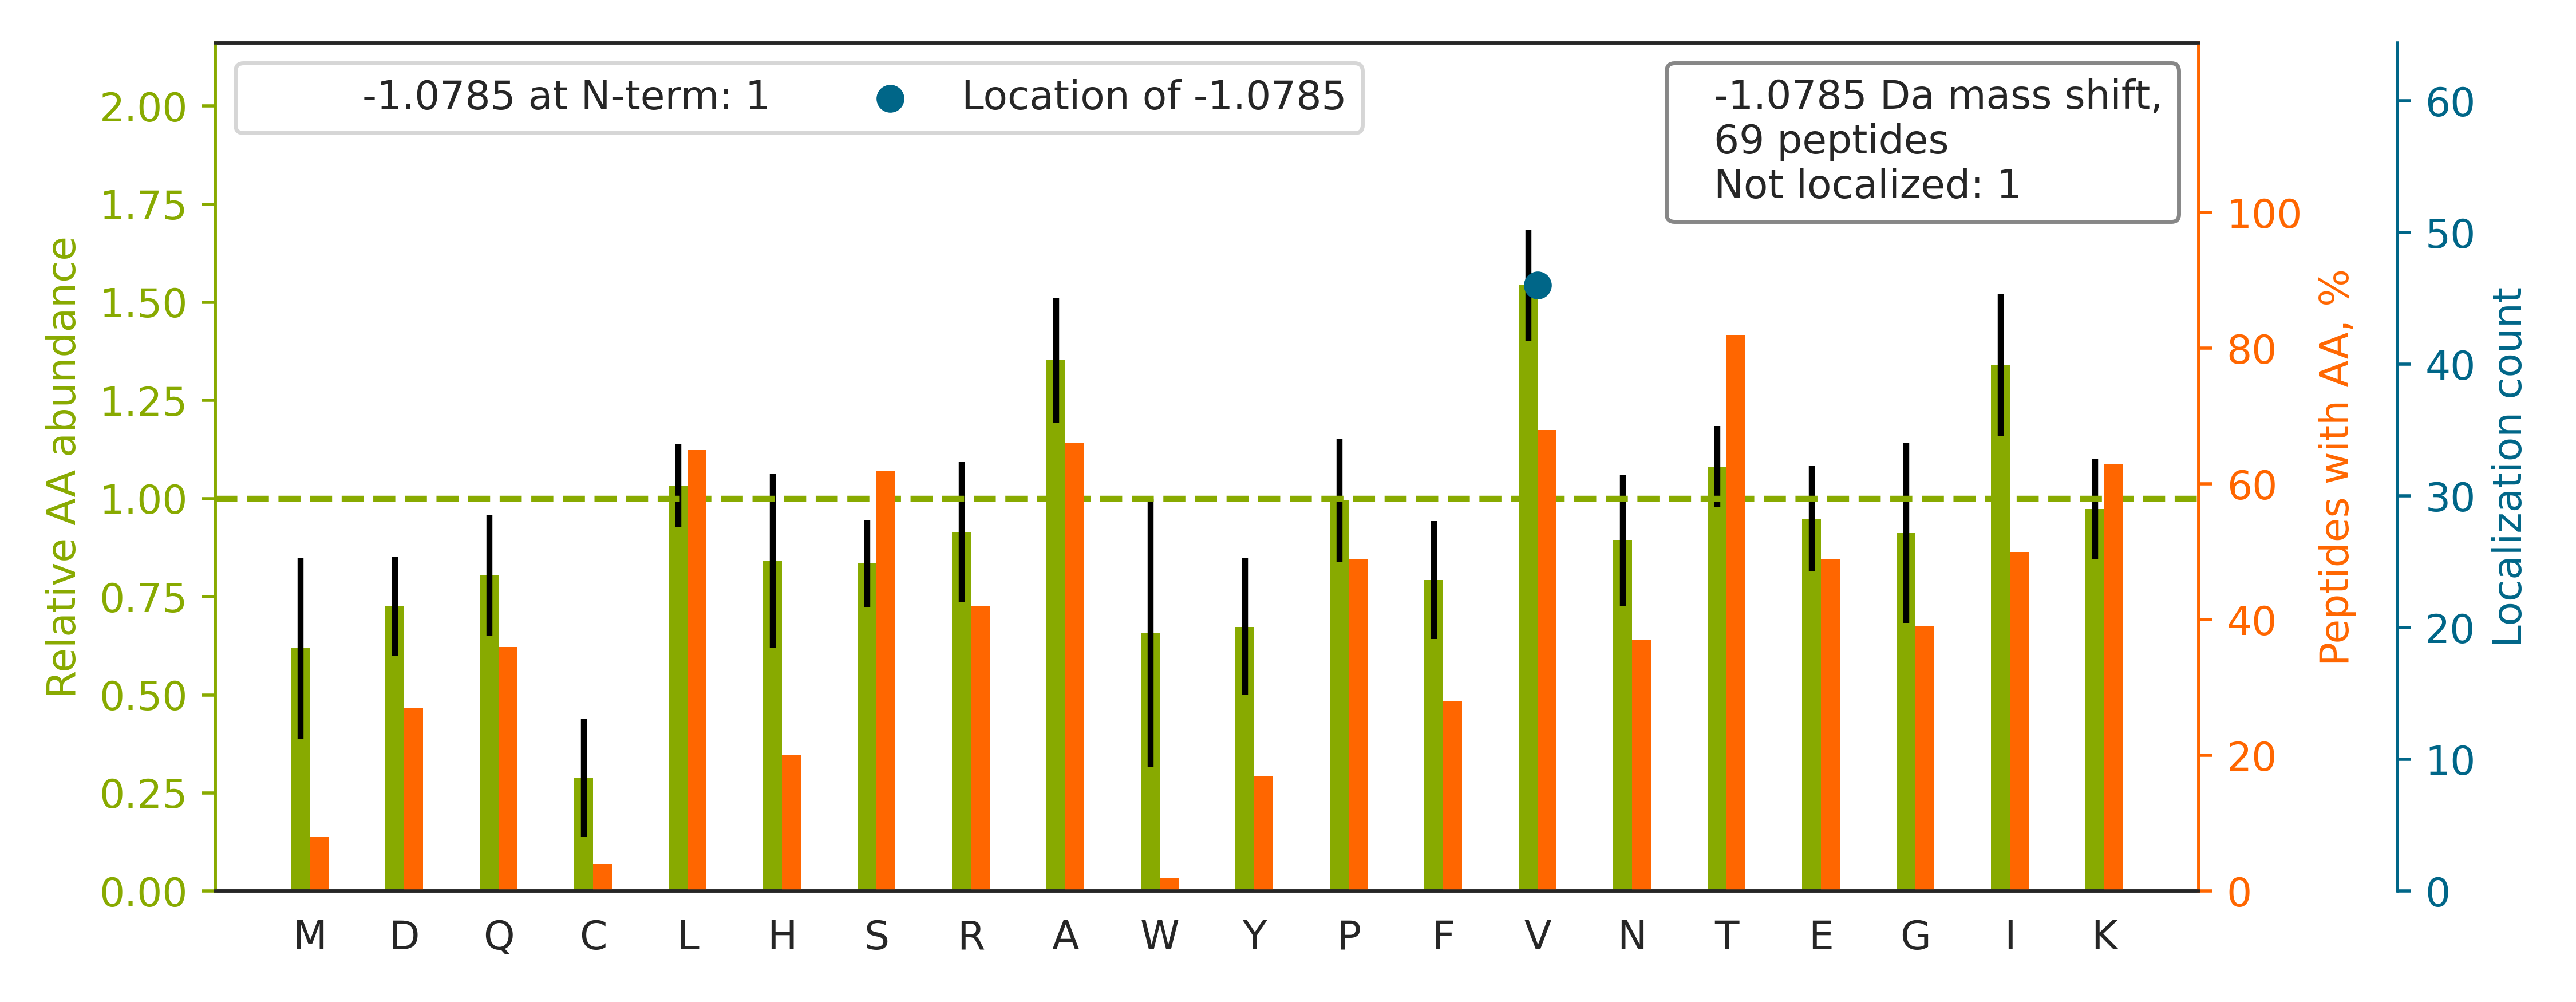 -1.0785 at N-term: 1
Location of -1.0785
-1.0785 Da mass shift,
69 peptides
Not localized: 1
Relative AA abundance
2.00
1.75
1.50
1.25
1.00
0.75
0.50
0.25
0.00
M D Q C L H S R A W Y P F V N T E G I K
100
80
60
40
20
0
Peptides with AA, %
60
50
40
30
20
10
0
Localization count